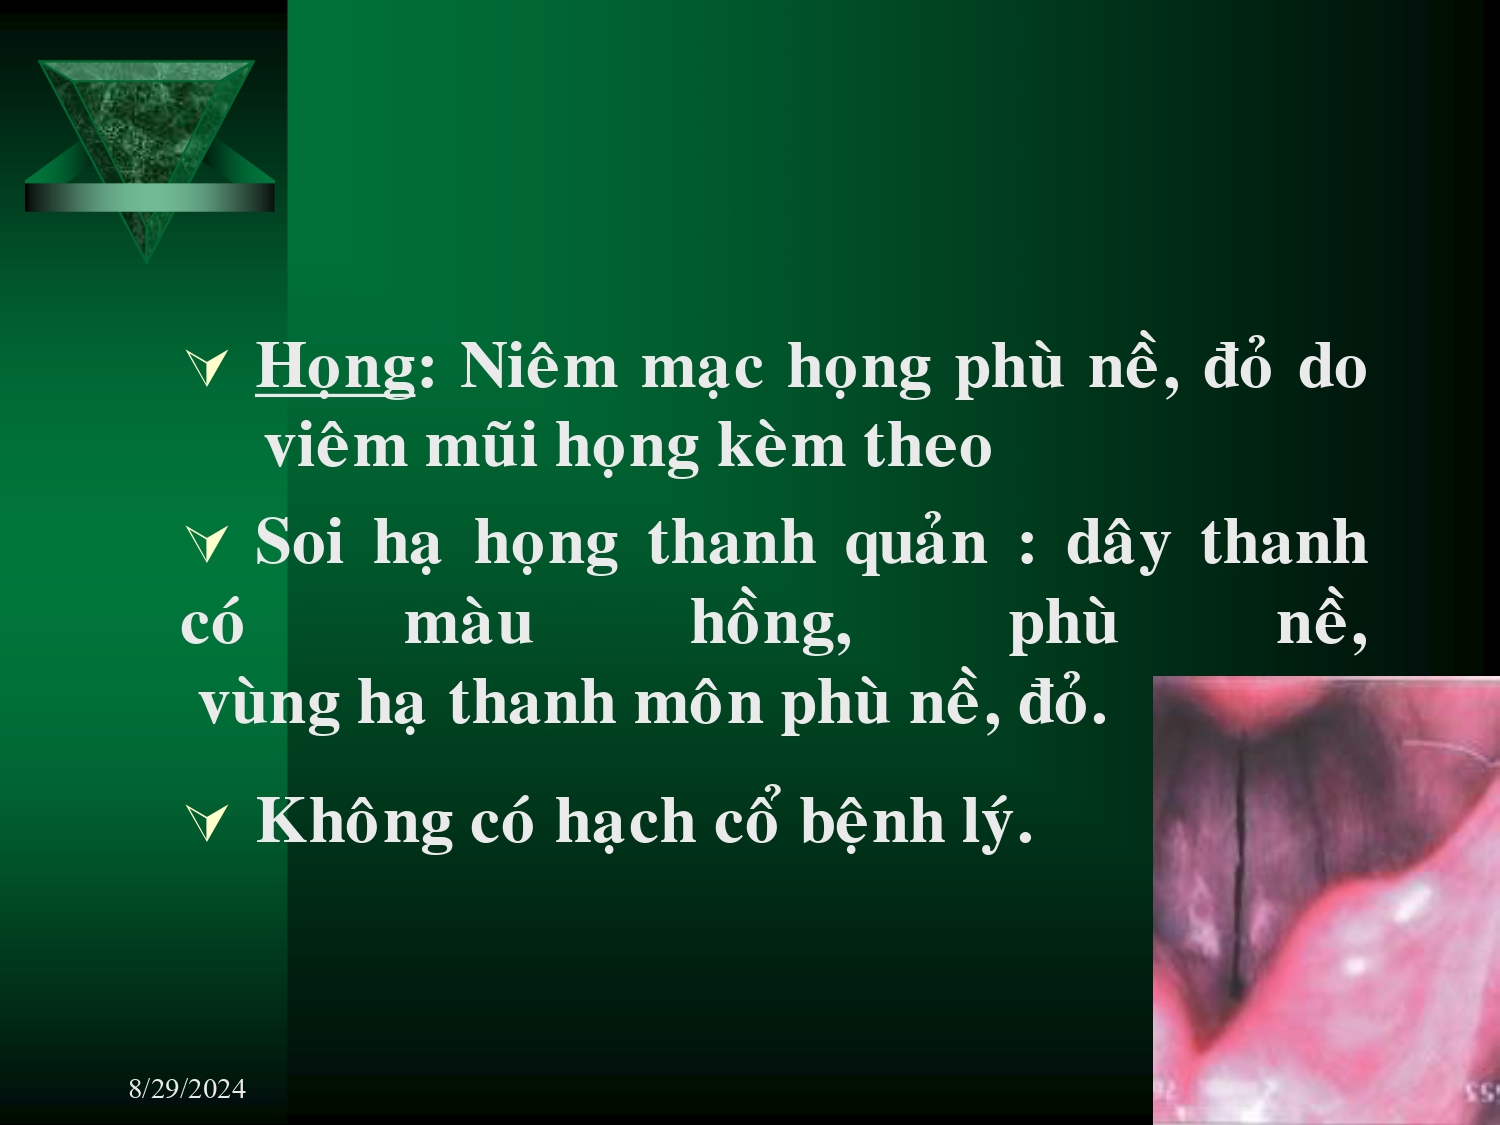 Họng: Niêm mạc họng phù nề, đỏ do
viêm mũi họng kèm theo
Soi hạ họng thanh quản : dây thanh
có màu hồng, phù nề,
vùng hạ thanh môn phù nề, đỏ.
Không có hạch cổ bệnh lý.
8/29/2024